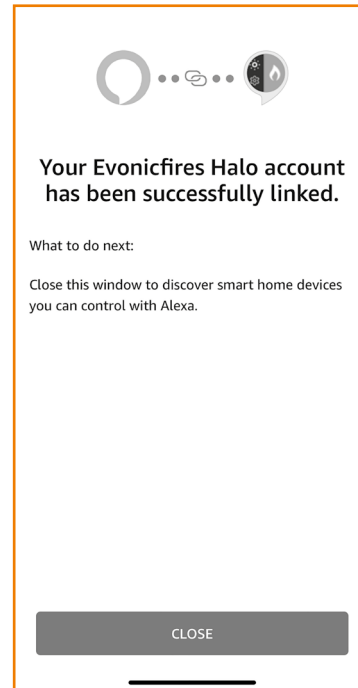 Your Evonicfires Halo account
has been successfully linked.
What to do next:
Close this window to discover smart home devices
you can control with Alexa.
CLOSE